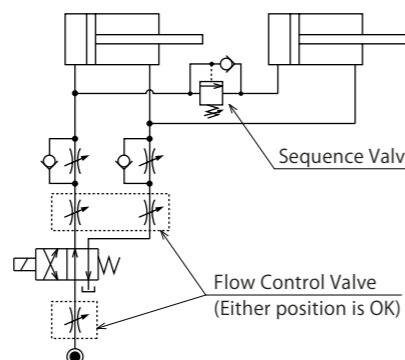 Sequence Valv
Flow Control Valve
(Either position is OK)